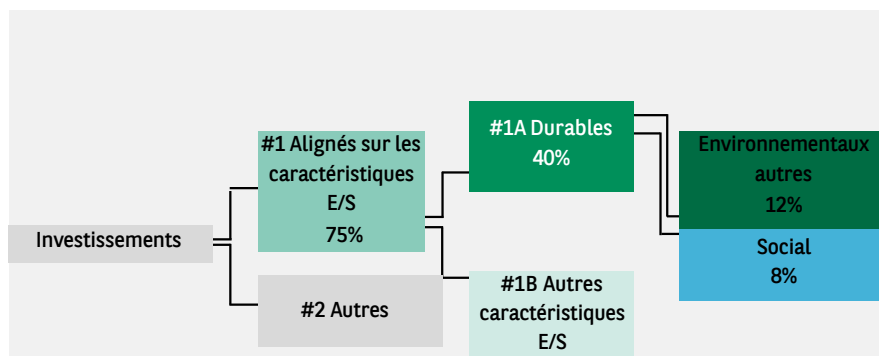 Investissements
#1 Alignés sur les
caractéristiques
E/S
75%
#2 Autres
#1A Durables
40%
#1B Autres
caractéristiques
E/S
Environnementaux
autres
12%
Social
8%